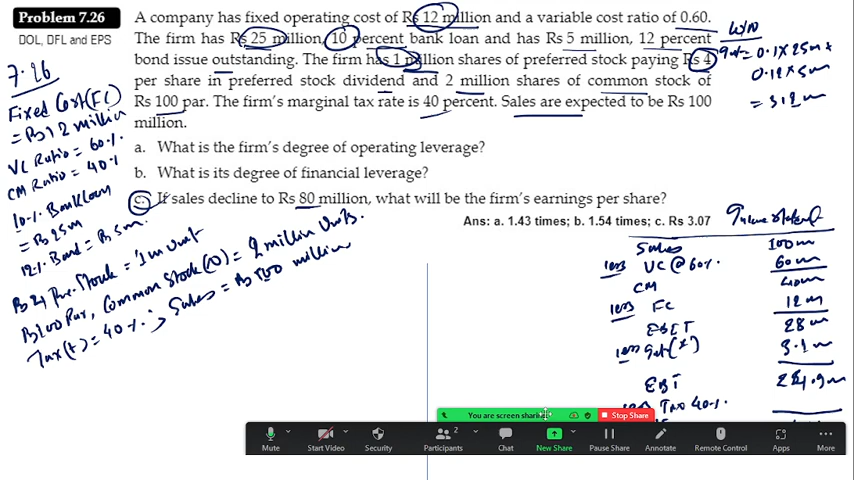 Problem 7.26
DOL, DFL and EPS
A company has fixed operating cost of Rs 12 million and a variable cost ratio of 0.60.
The firm has Rs 25 million, 10 percent bank loan and has Rs 5 million, 12 percent
bond issue outstanding. The firm has 1 million shares of preferred stock paying Rs 4
per share in preferred stock dividend and 2 million shares of common stock of
Rs 100 par. The firm's marginal tax rate is 40 percent. Sales are expected to be Rs 100
million.
a. What is the firm's degree of operating leverage?
b. What is its degree of financial leverage?
c. If sales decline to Rs 80 million, what will be the firm's earnings per share?
Ans: a. 1.43 times; b. 1.54 times; c. Rs 3.07
W/N
Int = 0.1 x 25m +
0.12 x 5m
= 3.1m
7.26
Fixed Cost (FC)
= Rs 12 million
VC Ratio = 60%
CM Ratio = 40%
10% Bank loan
= Rs 25m
12% Bond = Rs 5m
Rs 4 Pre. Stock = 1m unit
Rs 100 Par, Common Stock (N) = 2 million Units.
Tax (t) = 40% ; Sales = Rs 100 million
Income Statement
Sales 100m
less VC @ 60% 60m
CM 40m
less FC 12m
EBIT 28m
less Int (I) 3.1m
EBT 24.9m
less Tax 40%
You are screen sharing
Stop Share
Mute
Start Video
Security
Participants
2
Chat
New Share
Pause Share
Annotate
Remote Control
Apps
More